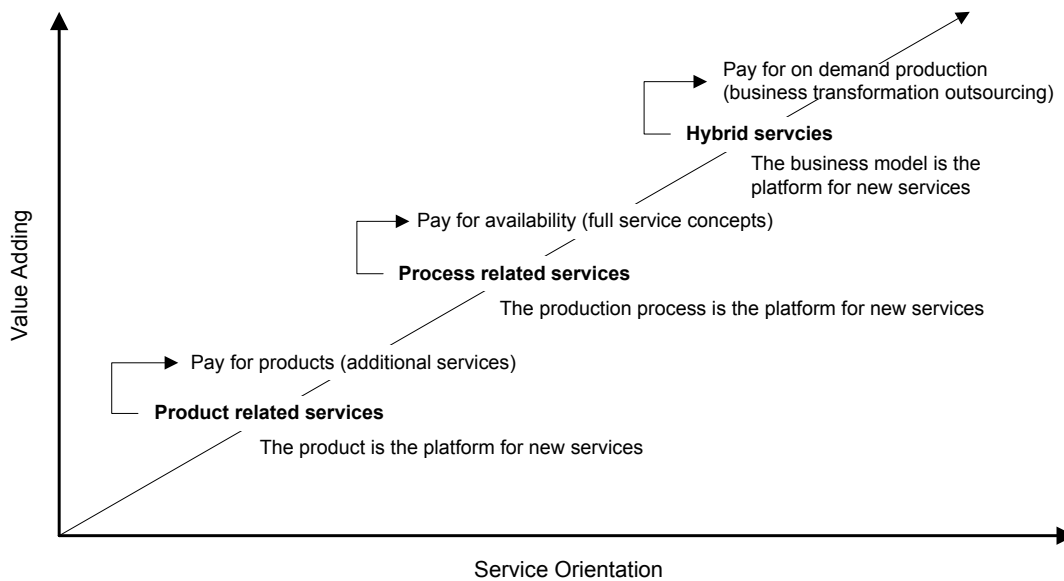 Pay for on demand production
(business transformation outsourcing)
Hybrid servcies
The business model is the
platform for new services
Pay for availability (full service concepts)
Process related services
The production process is the platform for new services
Pay for products (additional services)
Product related services
The product is the platform for new services
Value Adding
Service Orientation